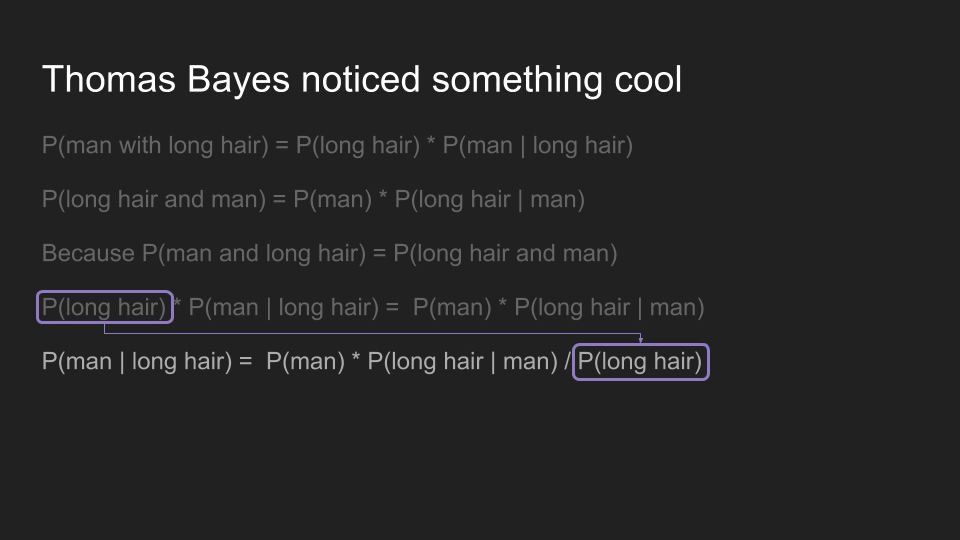 Thomas Bayes noticed something cool
P(man with long hair) = P(long hair) * P(man | long hair)
P(long hair and man) = P(man) * P(long hair | man)
Because P(man and long hair) = P(long hair and man)
P(long hair) * P(man | long hair) =  P(man) * P(long hair | man)
P(man | long hair) =  P(man) * P(long hair | man) / P(long hair)